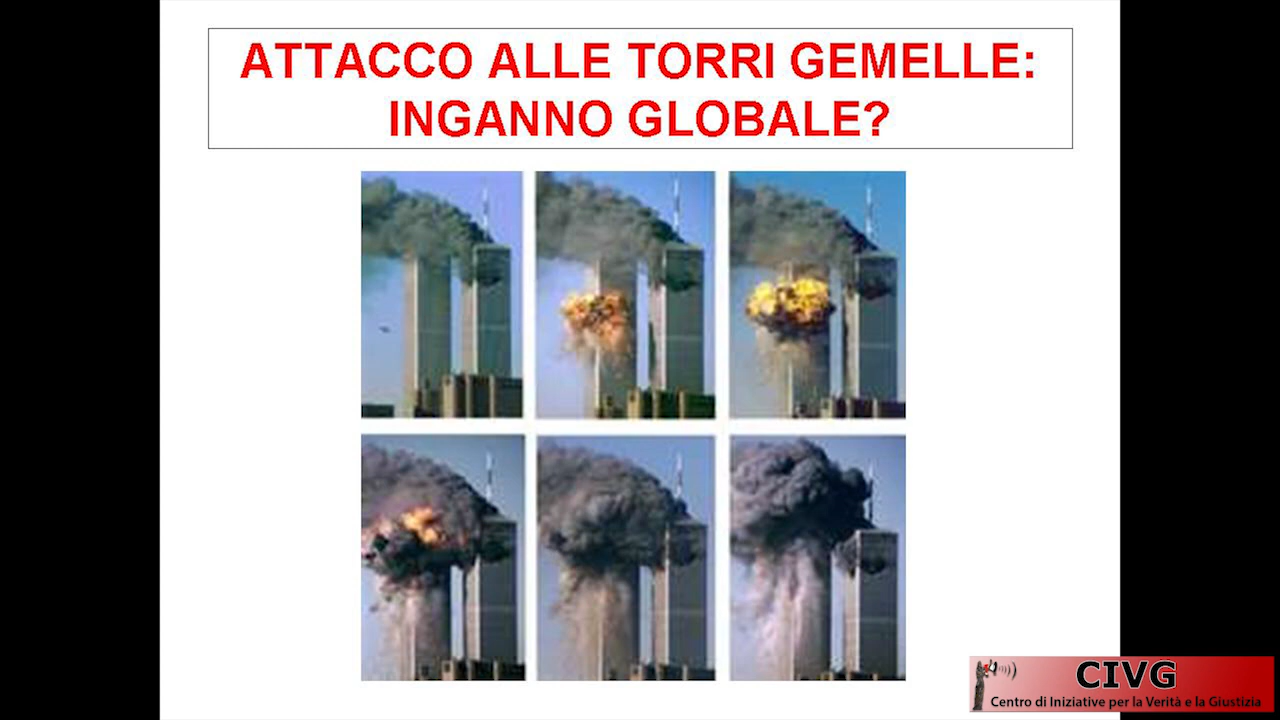 ATTACCO ALLE TORRI GEMELLE:
INGANNO GLOBALE?
CIVG
Centro di Iniziative per la Verità e la Giustizia